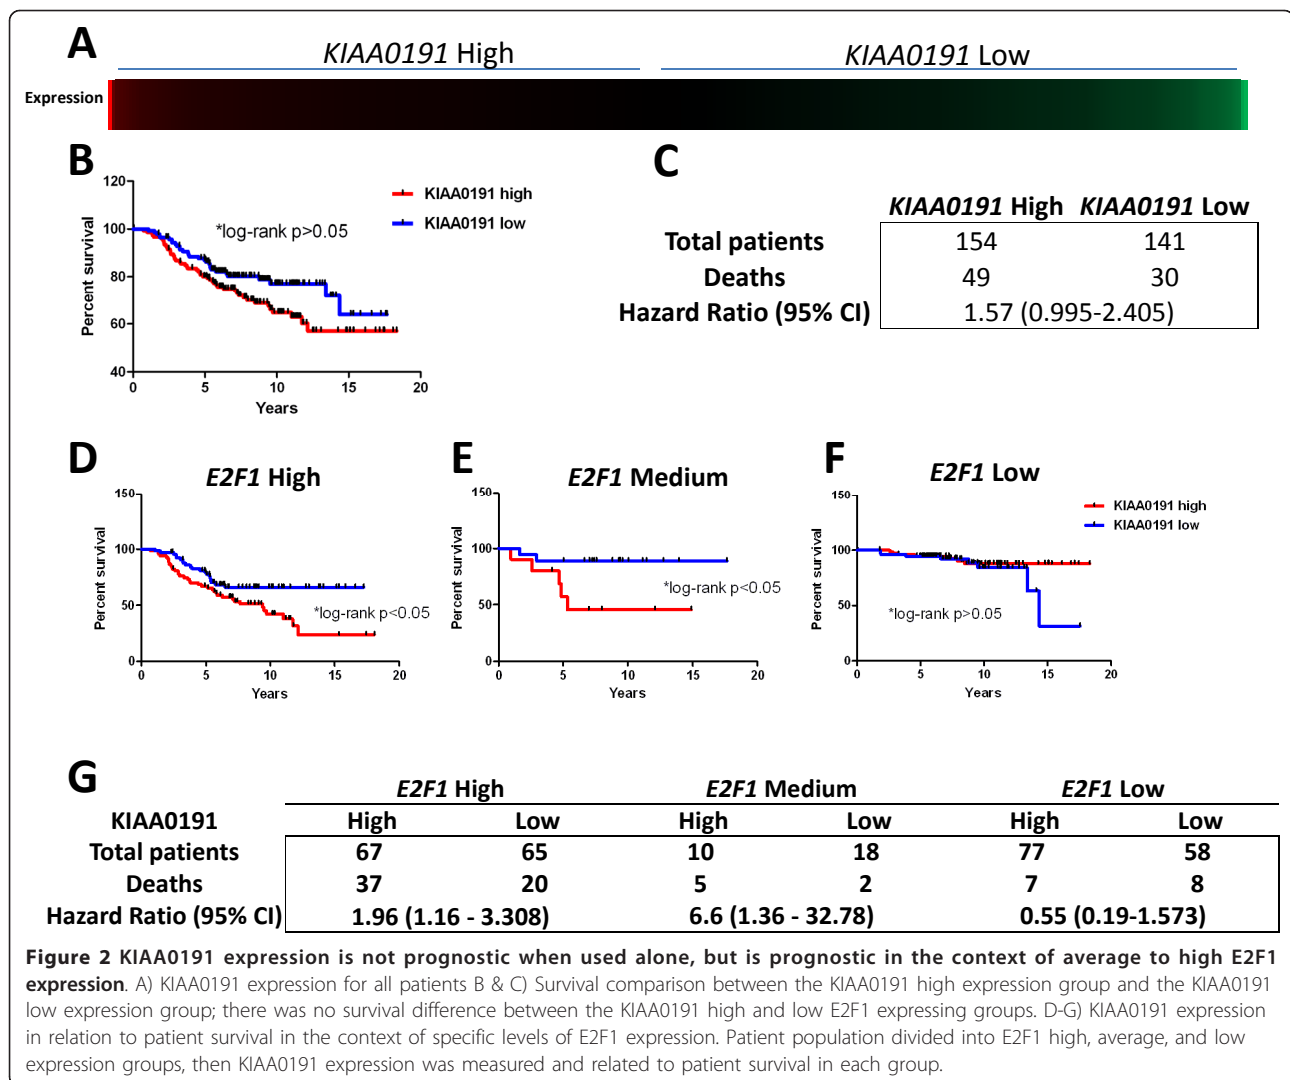 A
KIAA0191 High
KIAA0191 Low
Expression
B
120
100
80
60
40
Percent survival
0 5 10 15 20
Years
*log-rank p>0.05
KIAA0191 high
KIAA0191 low
C
KIAA0191 High KIAA0191 Low
Total patients 154 141
Deaths 49 30
Hazard Ratio (95% CI) 1.57 (0.995-2.405)
D
E2F1 High
150
100
50
0
Percent survival
0 5 10 15 20
Years
*log-rank p<0.05
E
E2F1 Medium
150
100
50
0
Percent survival
0 5 10 15 20
Years
*log-rank p<0.05
F
E2F1 Low
150
100
50
0
Percent survival
0 5 10 15 20
Years
*log-rank p>0.05
KIAA0191 high
KIAA0191 low
G
E2F1 High E2F1 Medium E2F1 Low
KIAA0191 High Low High Low High Low
Total patients 67 65 10 18 77 58
Deaths 37 20 5 2 7 8
Hazard Ratio (95% CI) 1.96 (1.16 - 3.308) 6.6 (1.36 - 32.78) 0.55 (0.19-1.573)
Figure 2 KIAA0191 expression is not prognostic when used alone, but is prognostic in the context of average to high E2F1
expression. A) KIAA0191 expression for all patients B & C) Survival comparison between the KIAA0191 high expression group and the KIAA0191
low expression group; there was no survival difference between the KIAA0191 high and low E2F1 expressing groups. D-G) KIAA0191 expression
in relation to patient survival in the context of specific levels of E2F1 expression. Patient population divided into E2F1 high, average, and low
expression groups, then KIAA0191 expression was measured and related to patient survival in each group.